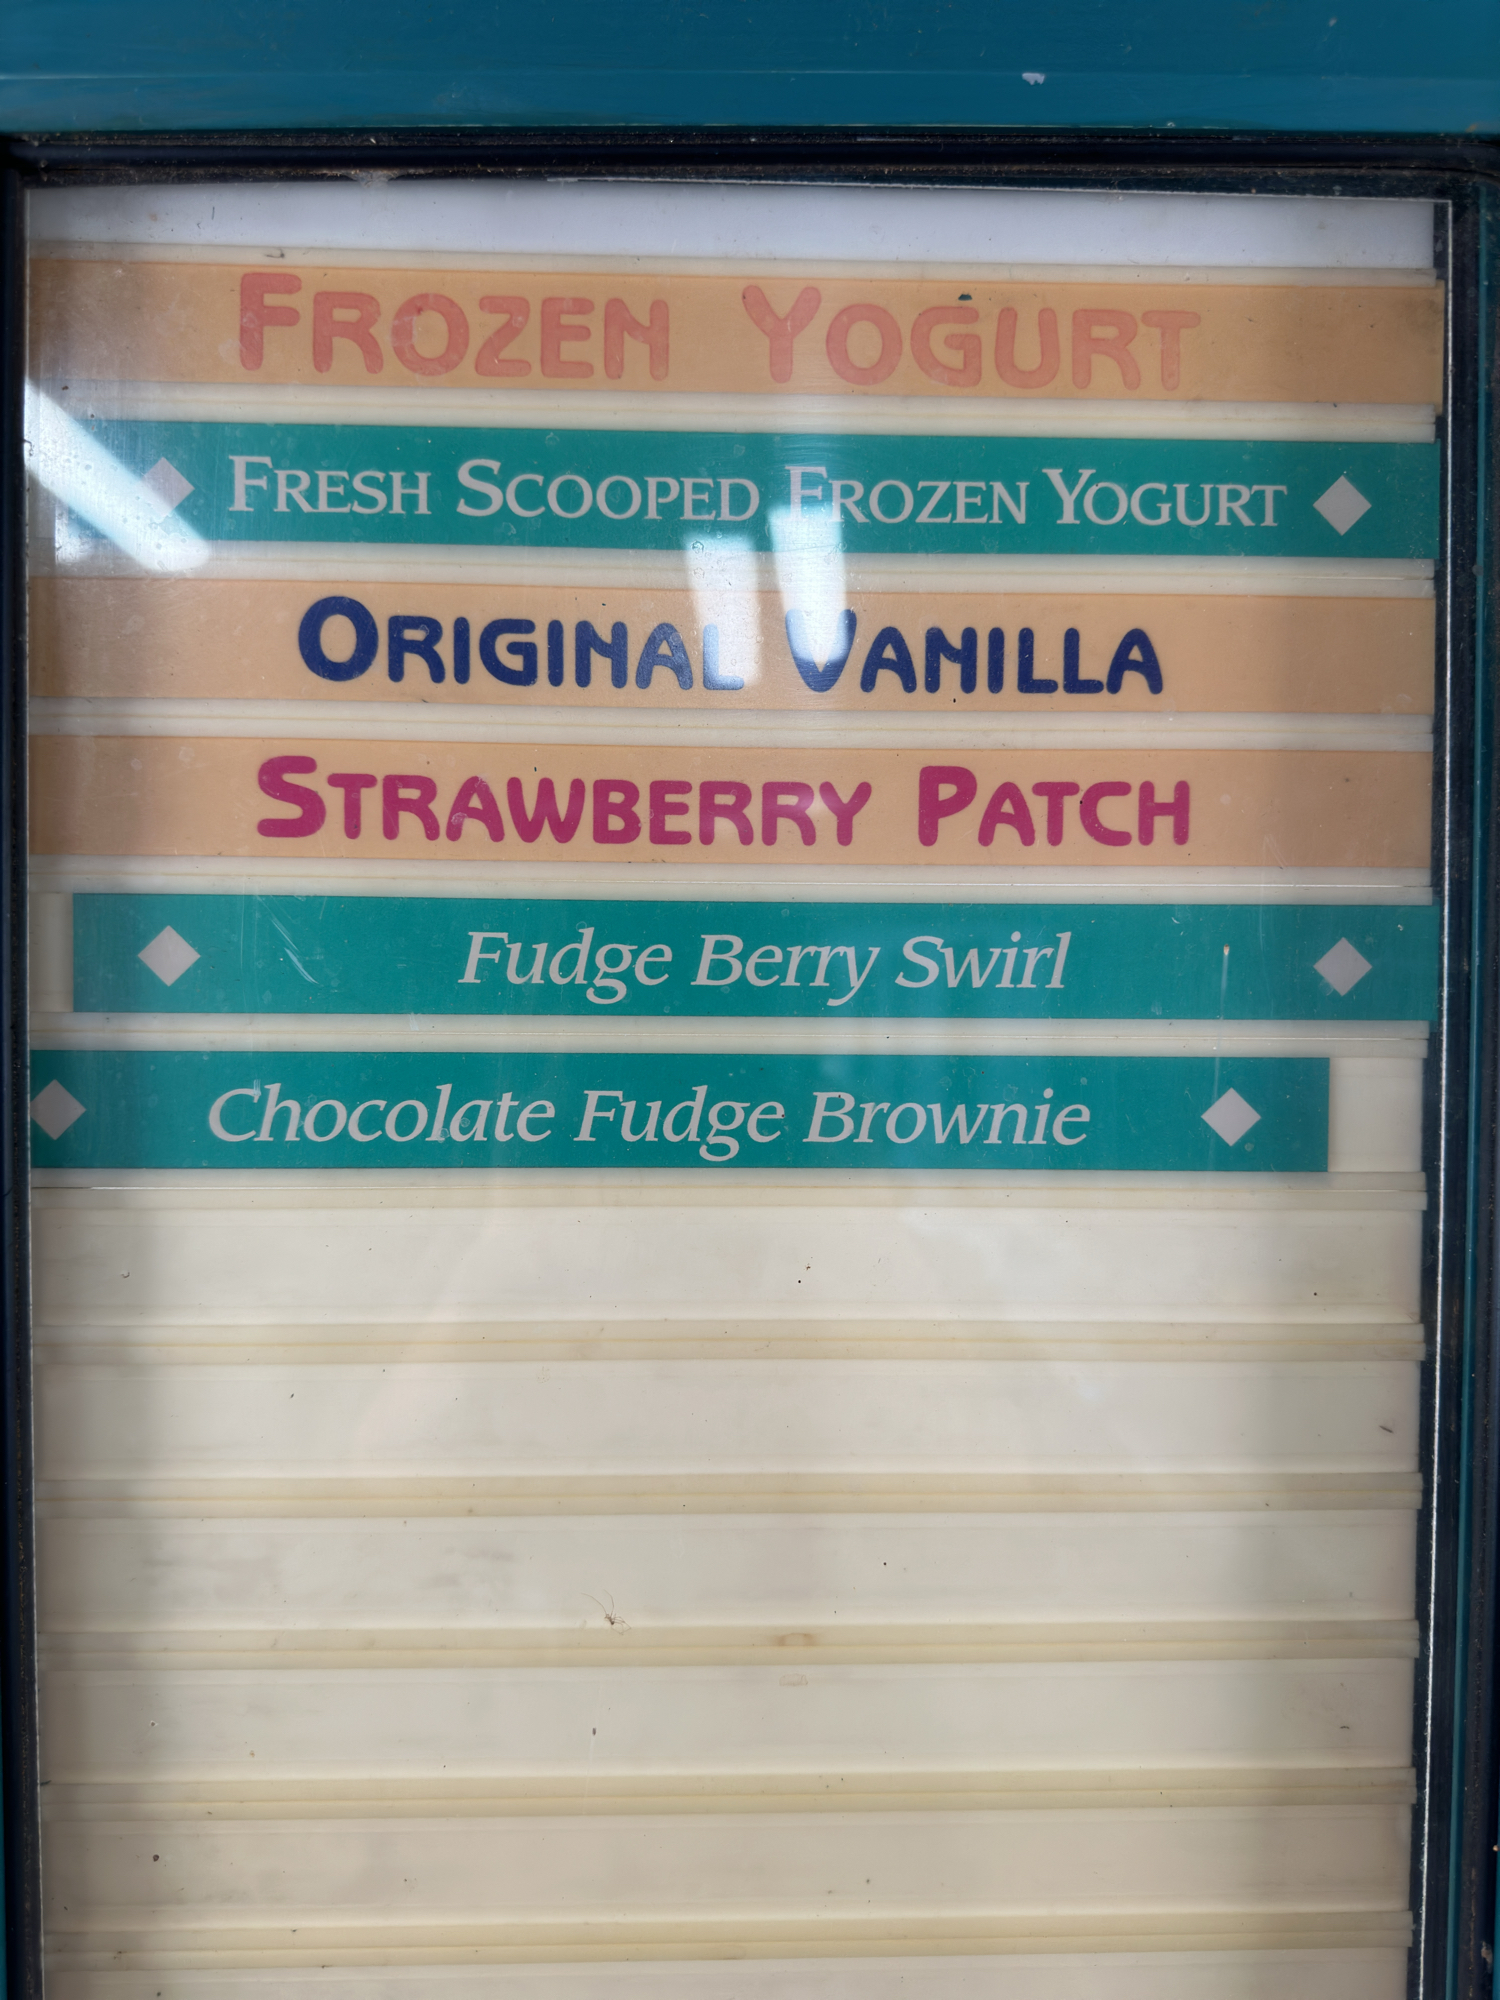 FROZEN YOGURT
FRESH SCOOPED FROZEN YOGURT
ORIGINAL VANILLA
STRAWBERRY PATCH
Fudge Berry Swirl
Chocolate Fudge Brownie